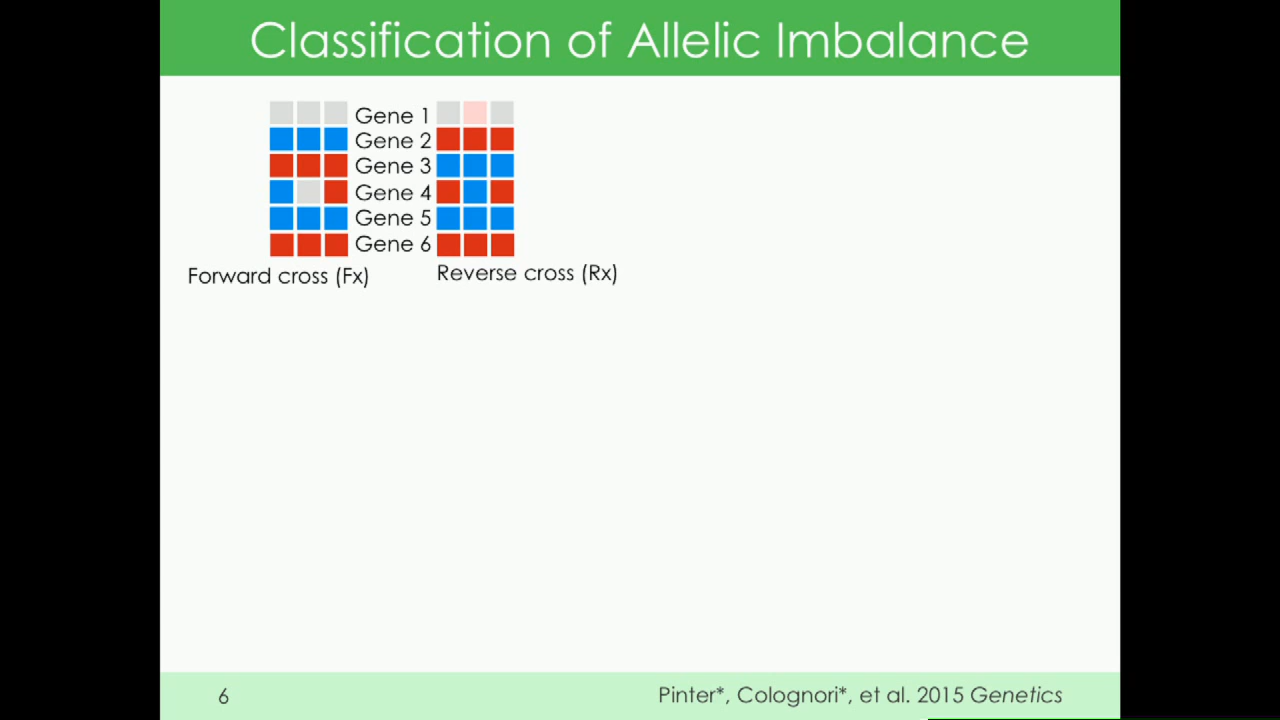 Classification of Allelic Imbalance
Gene 1
Gene 2
Gene 3
Gene 4
Gene 5
Gene 6
Forward cross (Fx)
Reverse cross (Rx)
6
Pinter*, Colognori*, et al. 2015 Genetics